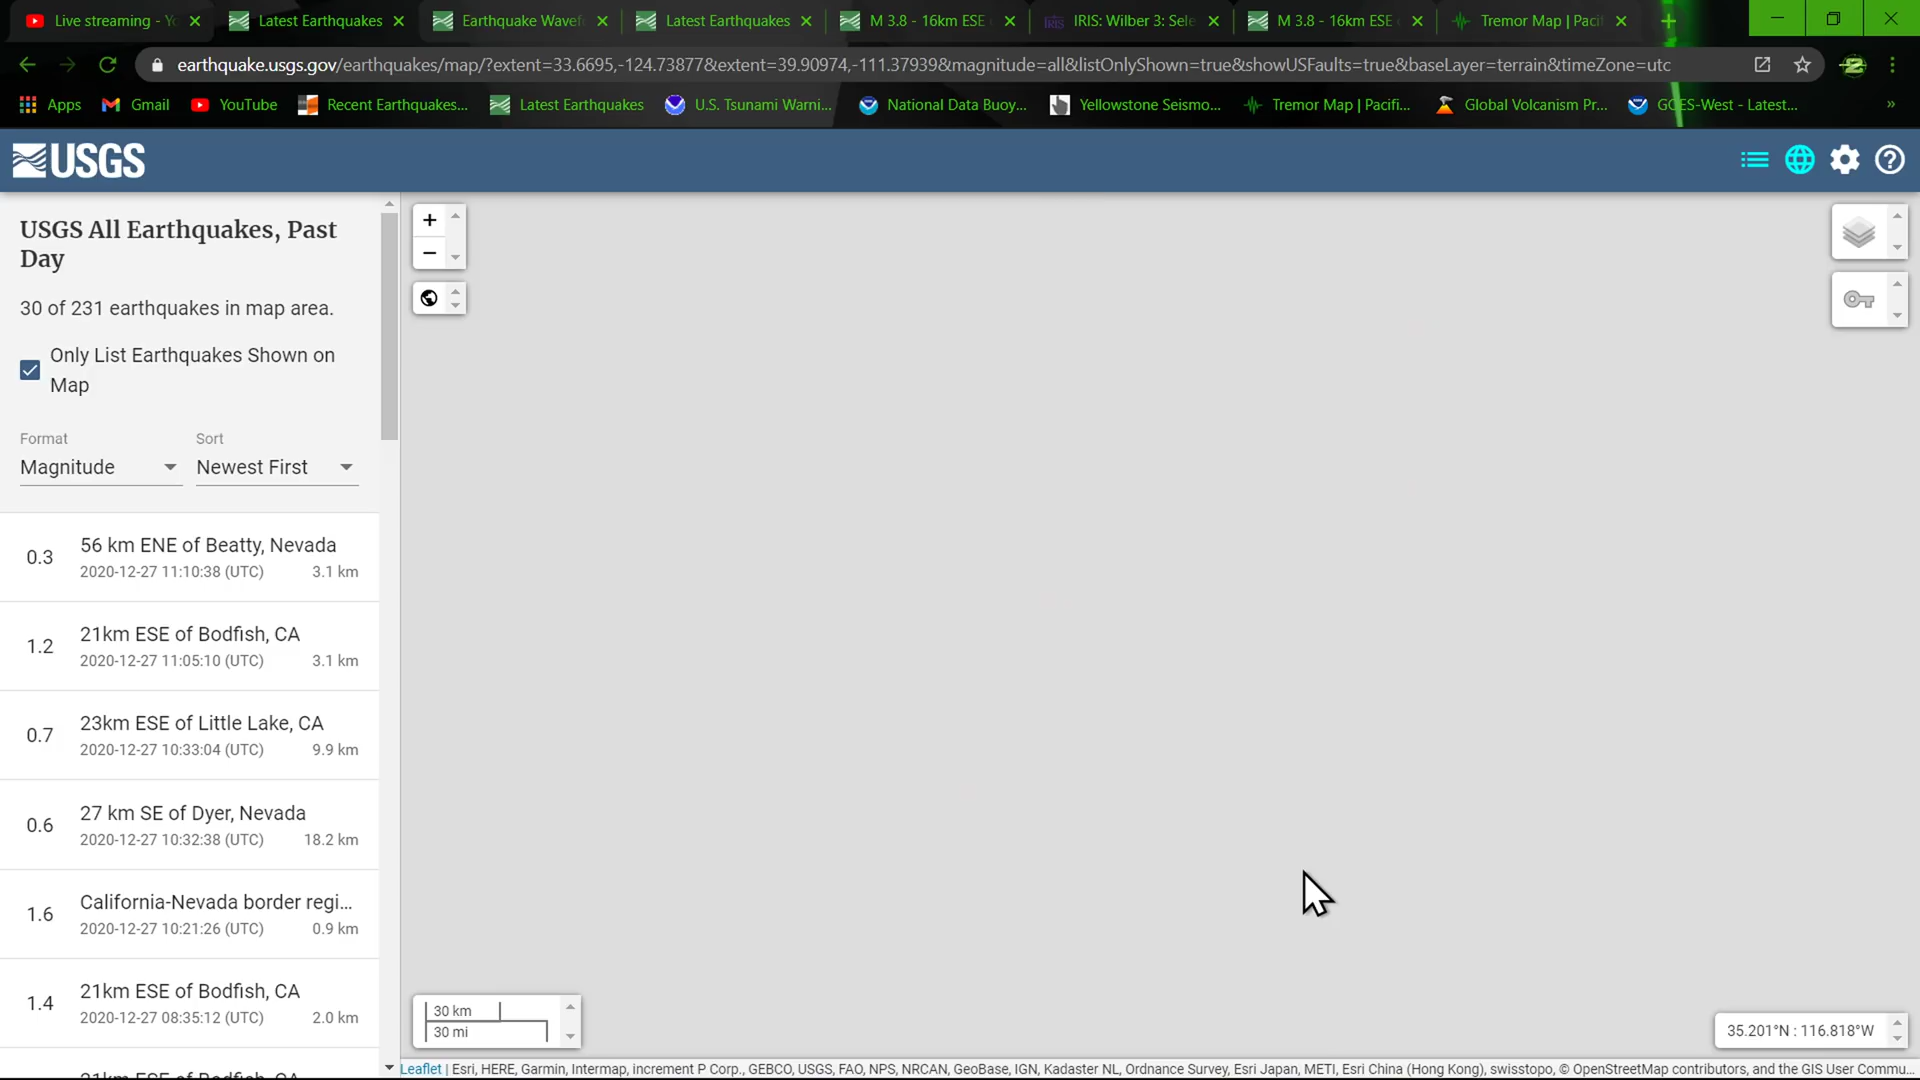 Live streaming - Y
Latest Earthquakes
Earthquake Wavef
Latest Earthquakes
M 3.8 - 16km ESE
IRIS: Wilber 3: Sele
M 3.8 - 16km ESE
Tremor Map | Pacif
earthquake.usgs.gov/earthquakes/map/?extent=33.6695,-124.73877&extent=39.90974,-111.37939&magnitude=all&listOnlyShown=true&showUSFaults=true&baseLayer=terrain&timeZone=utc
Apps
Gmail
YouTube
Recent Earthquakes...
Latest Earthquakes
U.S. Tsunami Warni...
National Data Buoy...
Yellowstone Seismo...
Tremor Map | Pacifi...
Global Volcanism Pr...
GOES-West - Latest...
»
USGS
USGS All Earthquakes, Past
Day
30 of 231 earthquakes in map area.
Only List Earthquakes Shown on
Map
Format
Sort
Magnitude
Newest First
0.3
56 km ENE of Beatty, Nevada
2020-12-27 11:10:38 (UTC) 3.1 km
1.2
21km ESE of Bodfish, CA
2020-12-27 11:05:10 (UTC) 3.1 km
0.7
23km ESE of Little Lake, CA
2020-12-27 10:33:04 (UTC) 9.9 km
0.6
27 km SE of Dyer, Nevada
2020-12-27 10:32:38 (UTC) 18.2 km
1.6
California-Nevada border regi...
2020-12-27 10:21:26 (UTC) 0.9 km
1.4
21km ESE of Bodfish, CA
2020-12-27 08:35:12 (UTC) 2.0 km
21km ESE of Bodfish, CA
+
−
30 km
30 mi
35.201°N : 116.818°W
Leaflet | Esri, HERE, Garmin, Intermap, increment P Corp., GEBCO, USGS, FAO, NPS, NRCAN, GeoBase, IGN, Kadaster NL, Ordnance Survey, Esri Japan, METI, Esri China (Hong Kong), swisstopo, © OpenStreetMap contributors, and the GIS User Commu...